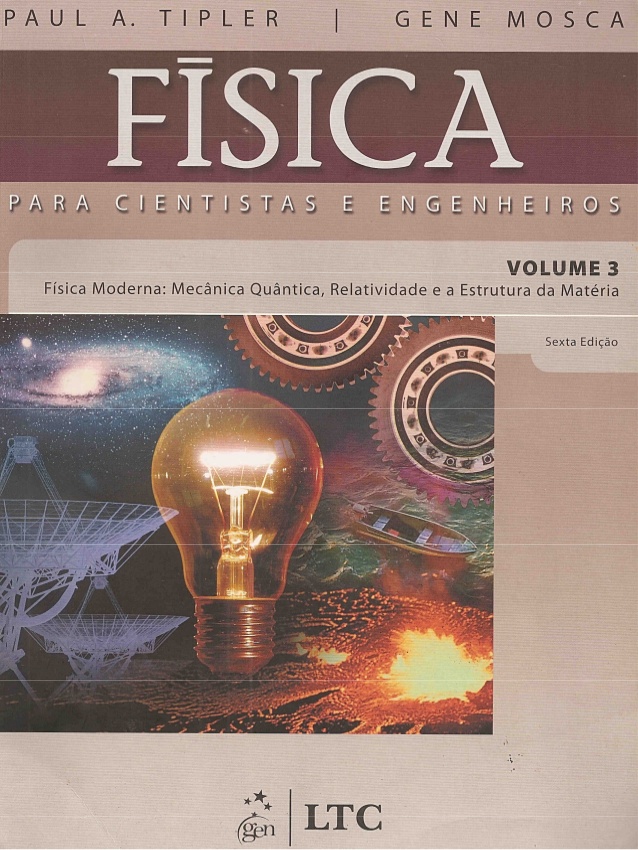 PAUL A. TIPLER | GENE MOSCA
FÍSICA
PARA CIENTISTAS E ENGENHEIROS
VOLUME 3
Física Moderna: Mecânica Quântica, Relatividade e a Estrutura da Matéria
Sexta Edição
gen | LTC